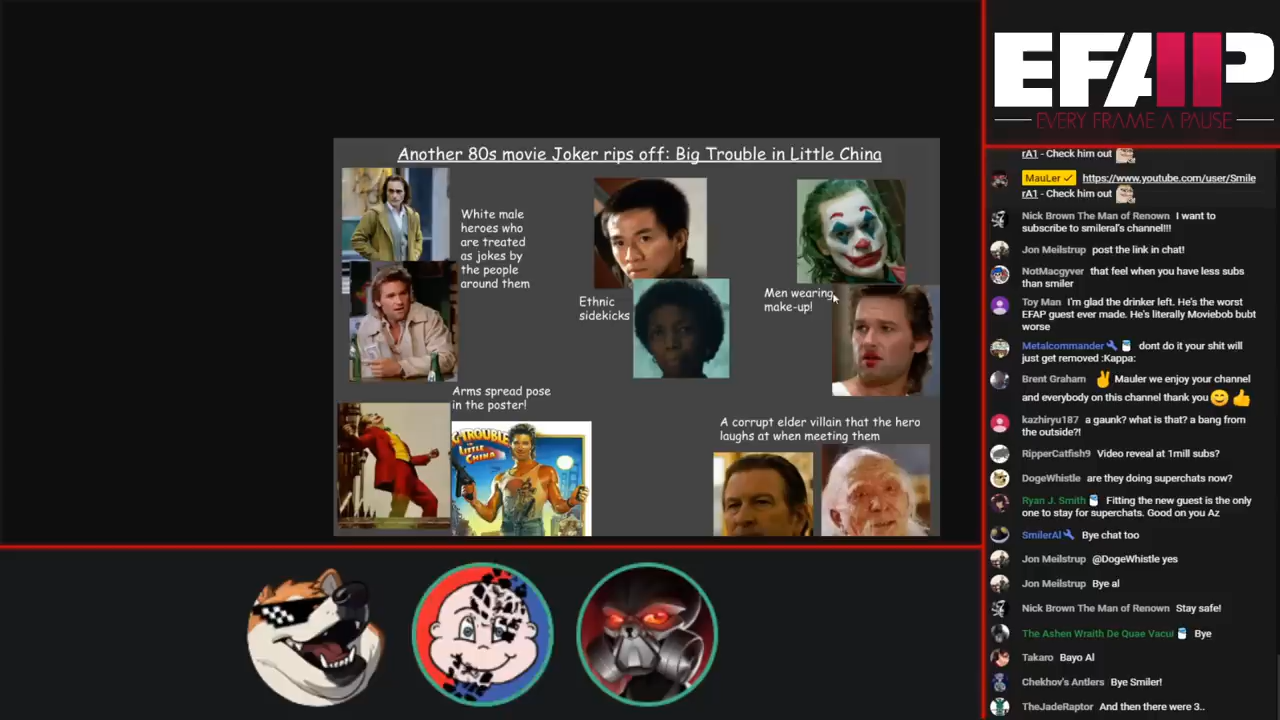 Another 80s movie Joker rips off: Big Trouble in Little China
White male
heroes who
are treated
as jokes by
the people
around them
Ethnic
sidekicks
Men wearing
make-up!
Arms spread pose
in the poster!
TROUBLE
LITTLE
CHINA
A corrupt elder villain that the hero
laughs at when meeting them
EFAP
EVERY FRAME A PAUSE
rA1 - Check him out
MauLer ✓ https://www.youtube.com/user/Smile
rA1 - Check him out
Nick Brown The Man of Renown I want to
subscribe to smileral's channel!!!
Jon Meilstrup post the link in chat!
NotMacgyver that feel when you have less subs
than smiler
Toy Man I'm glad the drinker left. He's the worst
EFAP guest ever made. He's literally Moviebob bubt
worse
Metalcommander dont do it your shit will
just get removed :Kappa:
Brent Graham ✌ Mauler we enjoy your channel
and everybody on this channel thank you 😊 👍
kazhiryu187 a gaunk? what is that? a bang from
the outside?!
RipperCatfish9 Video reveal at 1mill subs?
DogeWhistle are they doing superchats now?
Ryan J. Smith Fitting the new guest is the only
one to stay for superchats. Good on you Az
SmilerAl Bye chat too
Jon Meilstrup @DogeWhistle yes
Jon Meilstrup Bye al
Nick Brown The Man of Renown Stay safe!
The Ashen Wraith De Quae Vacui Bye
Takaro Bayo Al
Chekhov's Antlers Bye Smiler!
TheJadeRaptor And then there were 3..